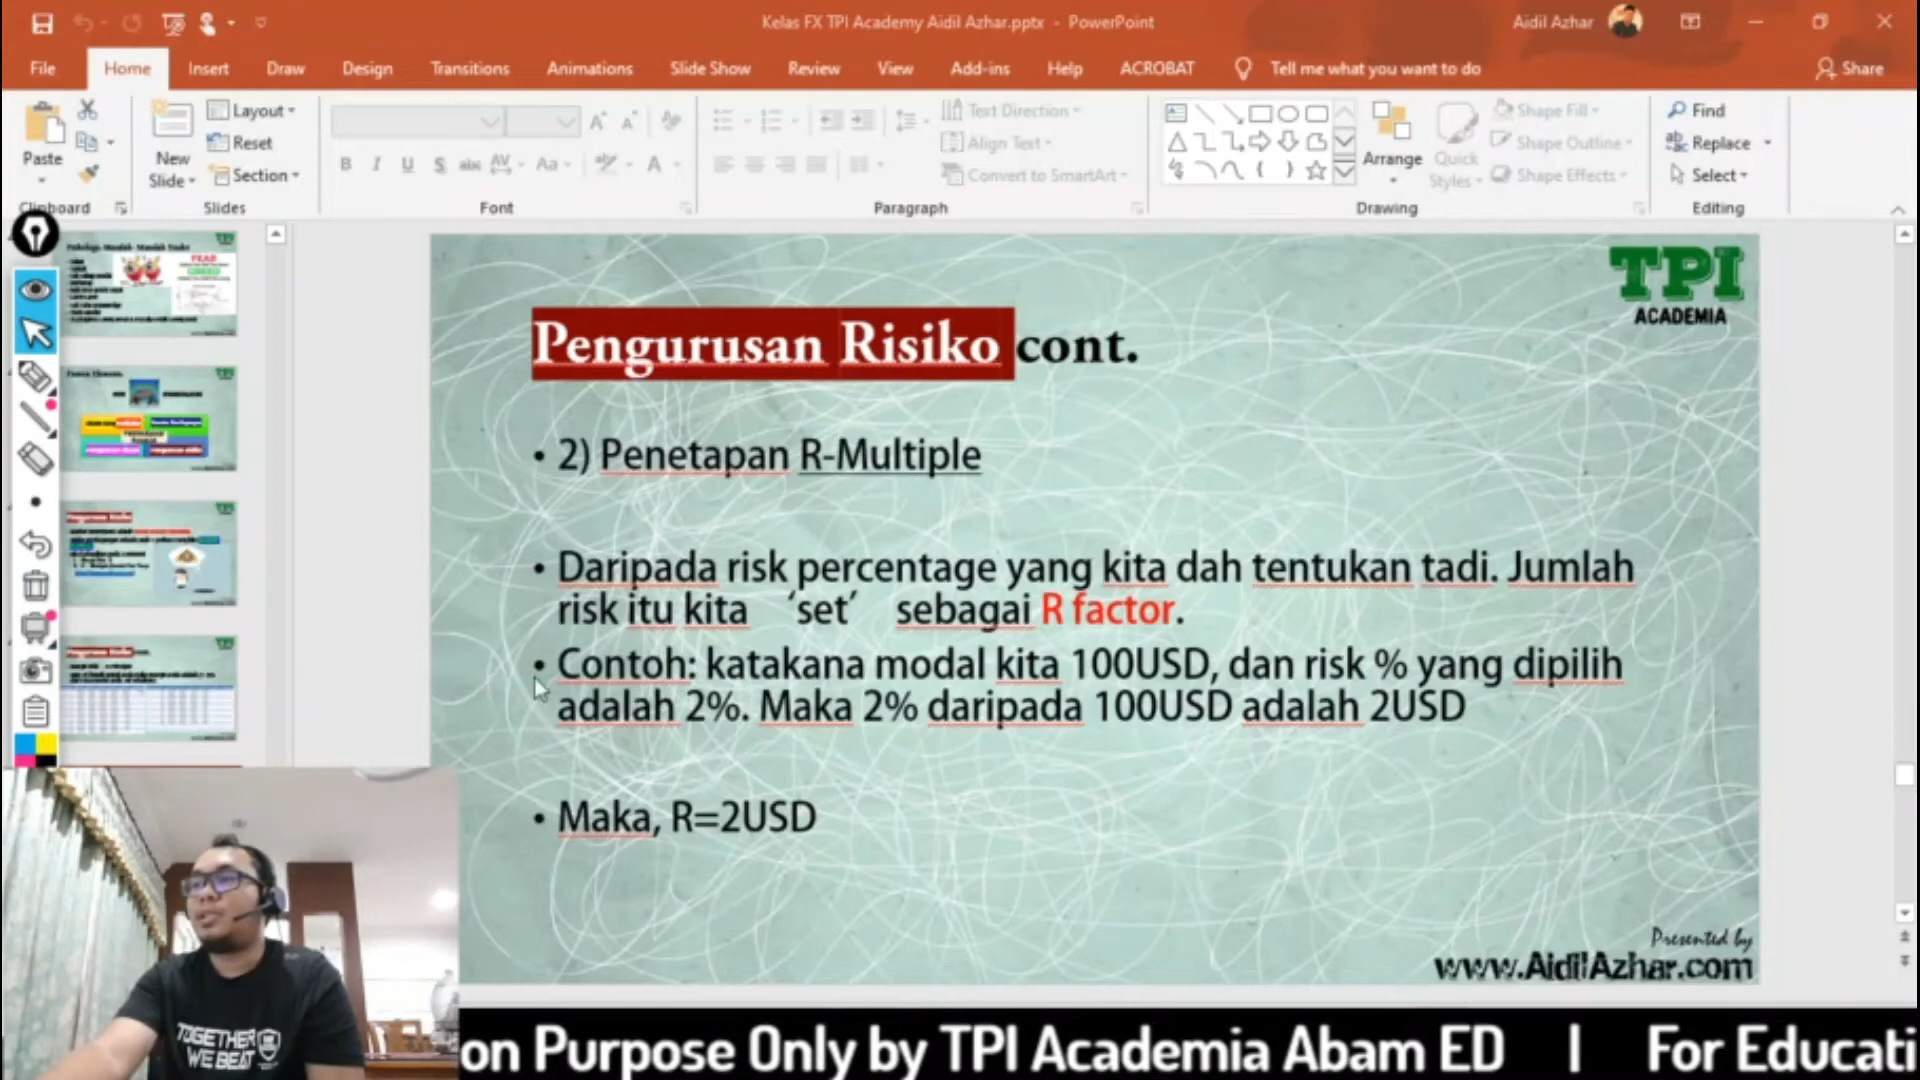 Kelas FX TPI Academy Aidil Azhar.pptx - PowerPoint
Aidil Azhar
File Home Insert Draw Design Transitions Animations Slide Show Review View Add-ins Help ACROBAT Tell me what you want to do Share
Paste
Clipboard
New Slide
Layout
Reset
Section
Slides
B I U S abc AV Aa A
Font
Text Direction
Align Text
Convert to SmartArt
Paragraph
Arrange
Quick Styles
Shape Fill
Shape Outline
Shape Effects
Drawing
Find
Replace
Select
Editing
TPI
ACADEMIA
Pengurusan Risiko cont.
• 2) Penetapan R-Multiple
• Daripada risk percentage yang kita dah tentukan tadi. Jumlah
risk itu kita ‘set’ sebagai R factor.
• Contoh: katakana modal kita 100USD, dan risk % yang dipilih
adalah 2%. Maka 2% daripada 100USD adalah 2USD
• Maka, R=2USD
Presented by
www.AidilAzhar.com
TOGETHER
WE BEAT
on Purpose Only by TPI Academia Abam ED | For Educati